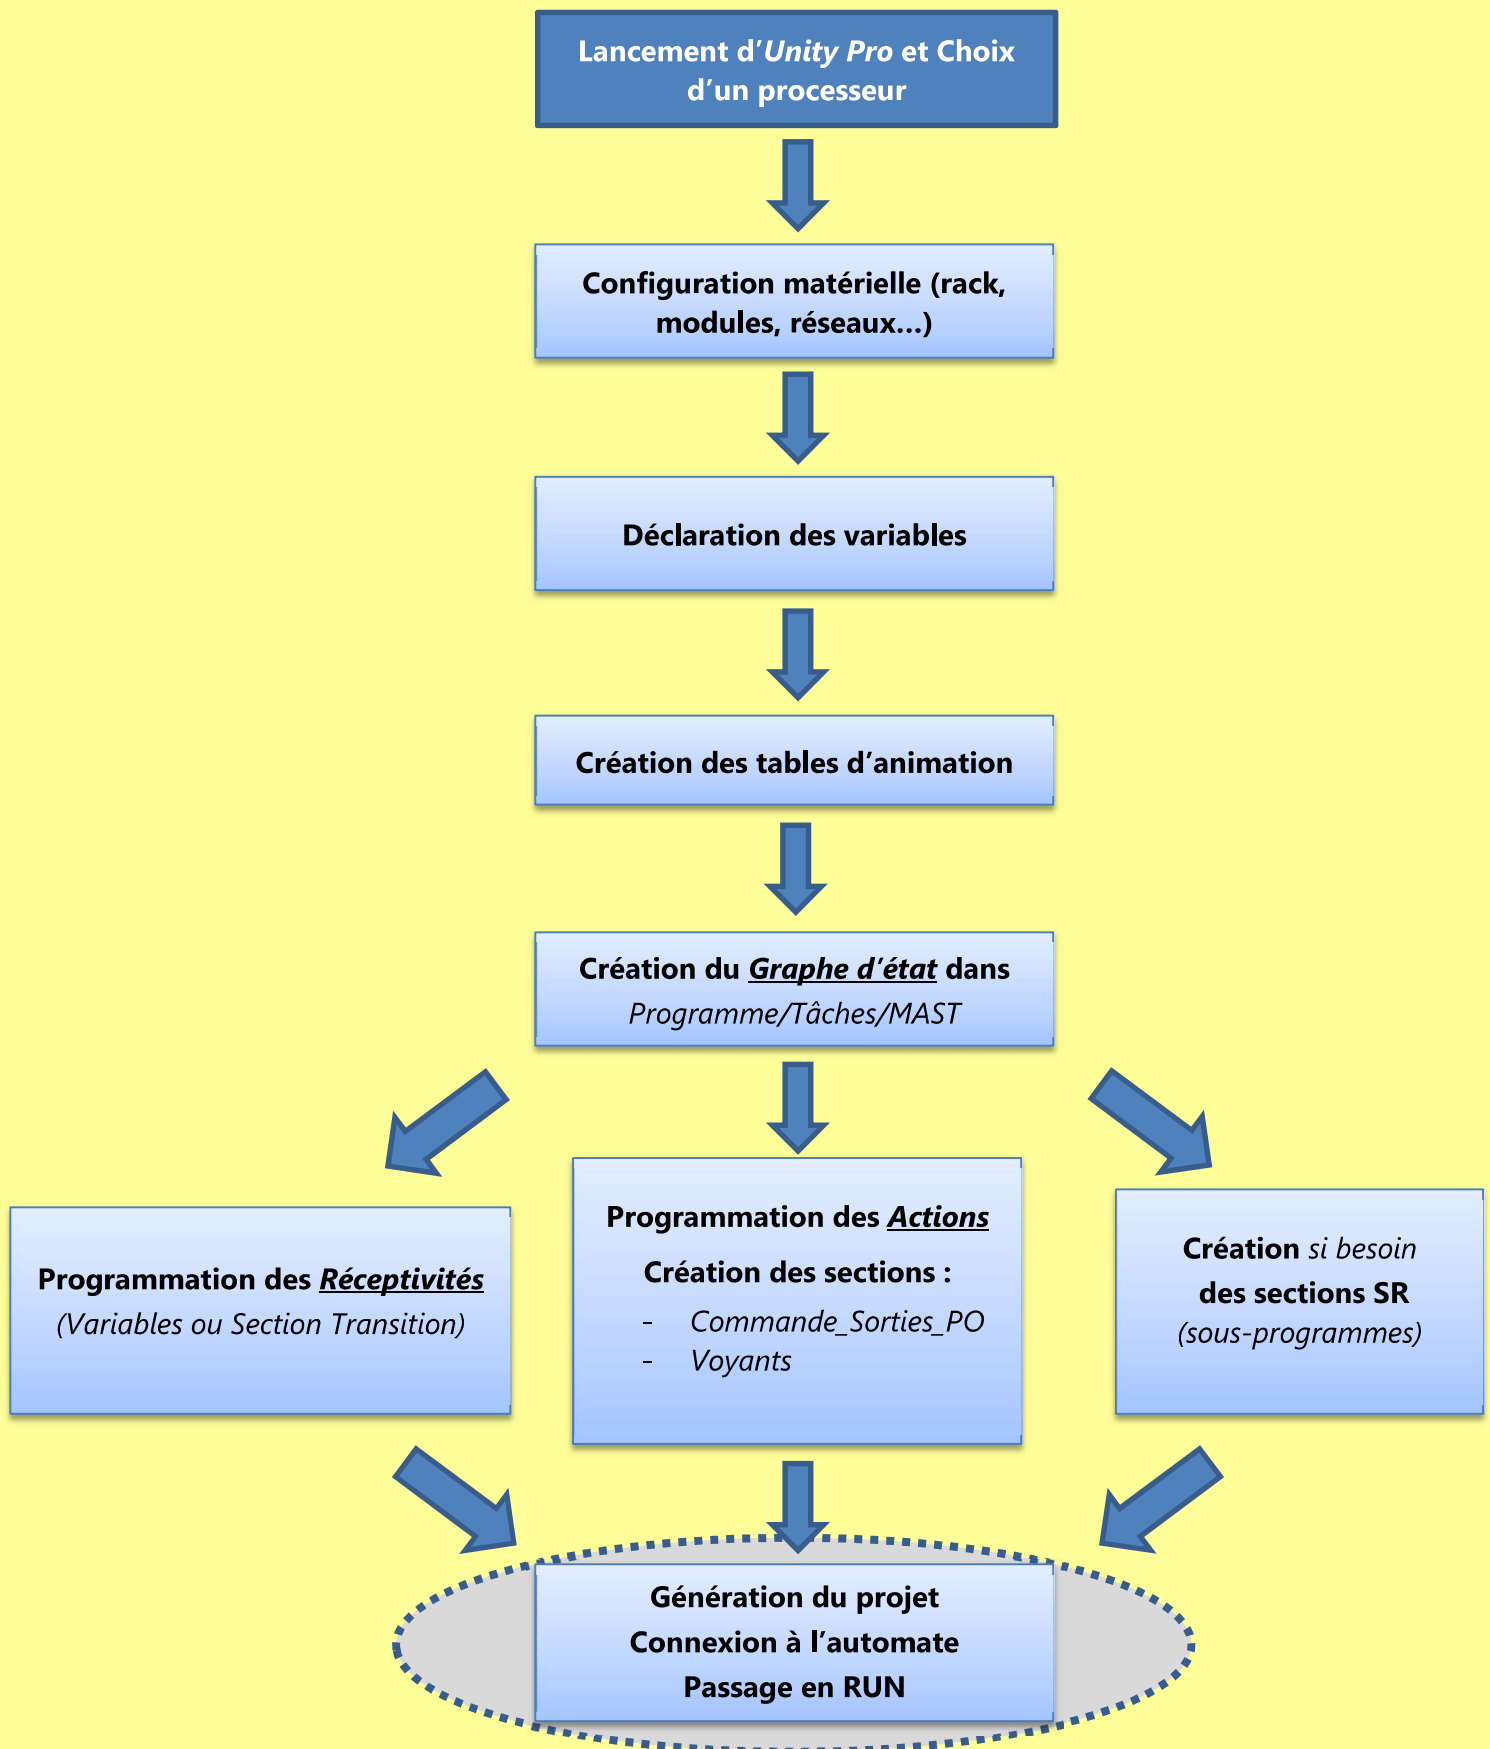 Lancement d’Unity Pro et Choix
d’un processeur
Configuration matérielle (rack,
modules, réseaux…)
Déclaration des variables
Création des tables d’animation
Création du Graphe d’état dans
Programme/Tâches/MAST
Programmation des Réceptivités
(Variables ou Section Transition)
Programmation des Actions
Création des sections :
- Commande_Sorties_PO
- Voyants
Création si besoin
des sections SR
(sous-programmes)
Génération du projet
Connexion à l’automate
Passage en RUN